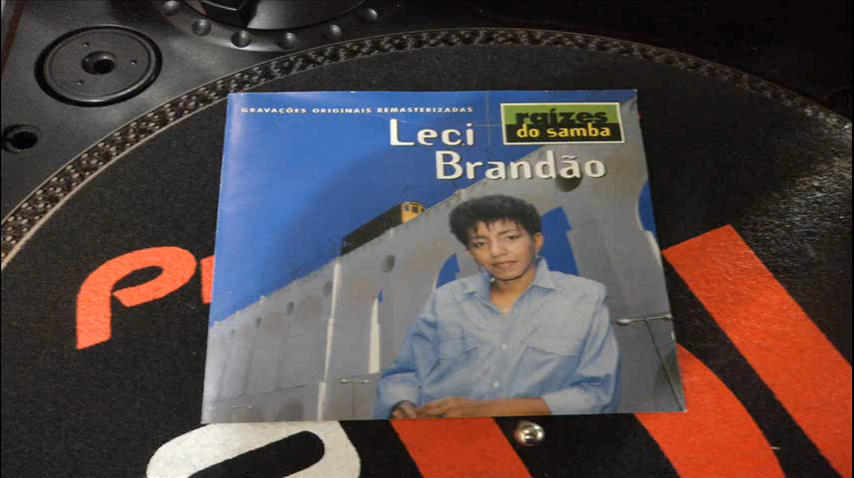 GRAVAÇÕES ORIGINAIS REMASTERIZADAS
raízes
do samba
Leci
Brandão